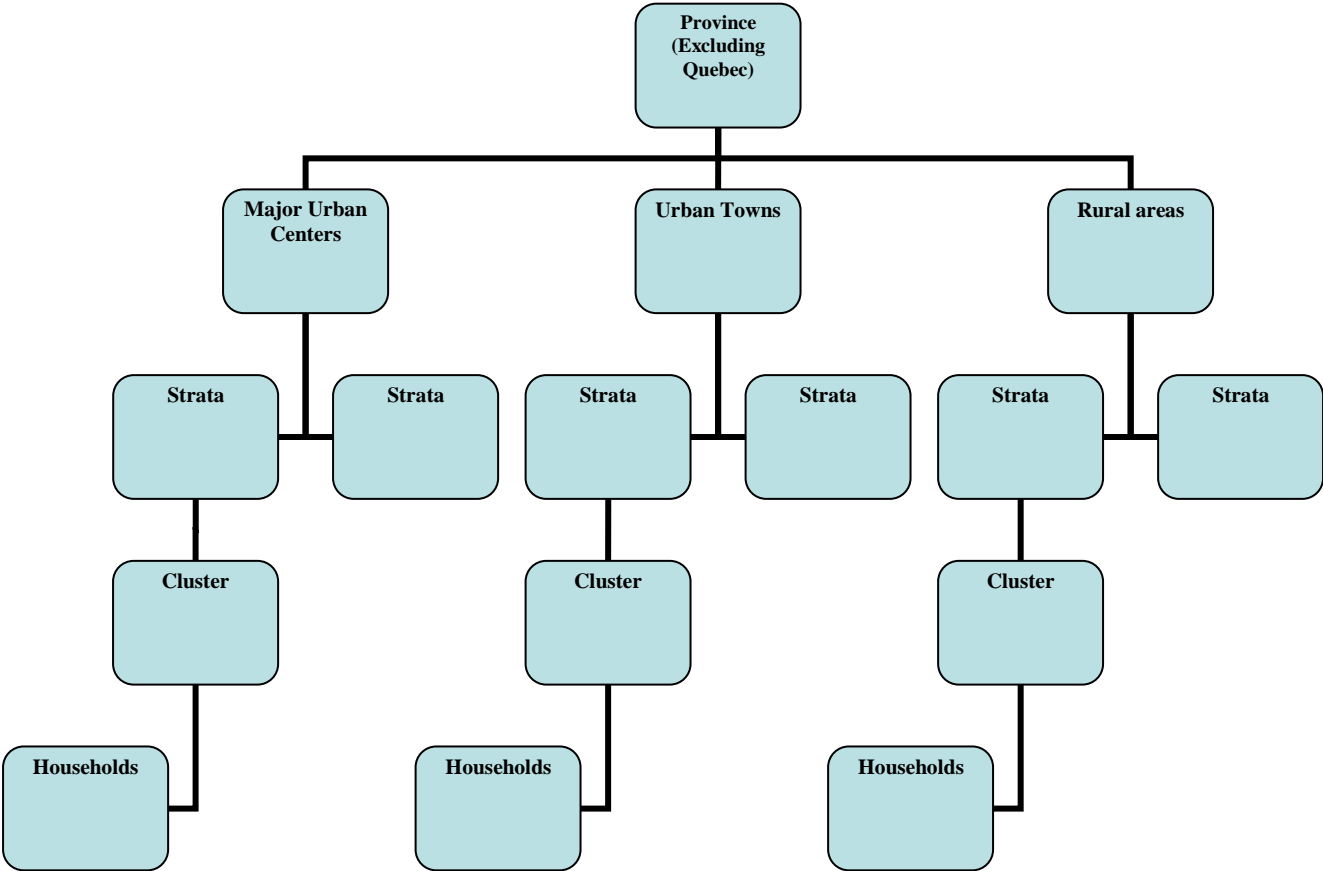 Province
(Excluding
Quebec)
Major Urban
Centers
Urban Towns
Rural areas
Strata
Strata
Strata
Strata
Strata
Strata
Cluster
Cluster
Cluster
Households
Households
Households